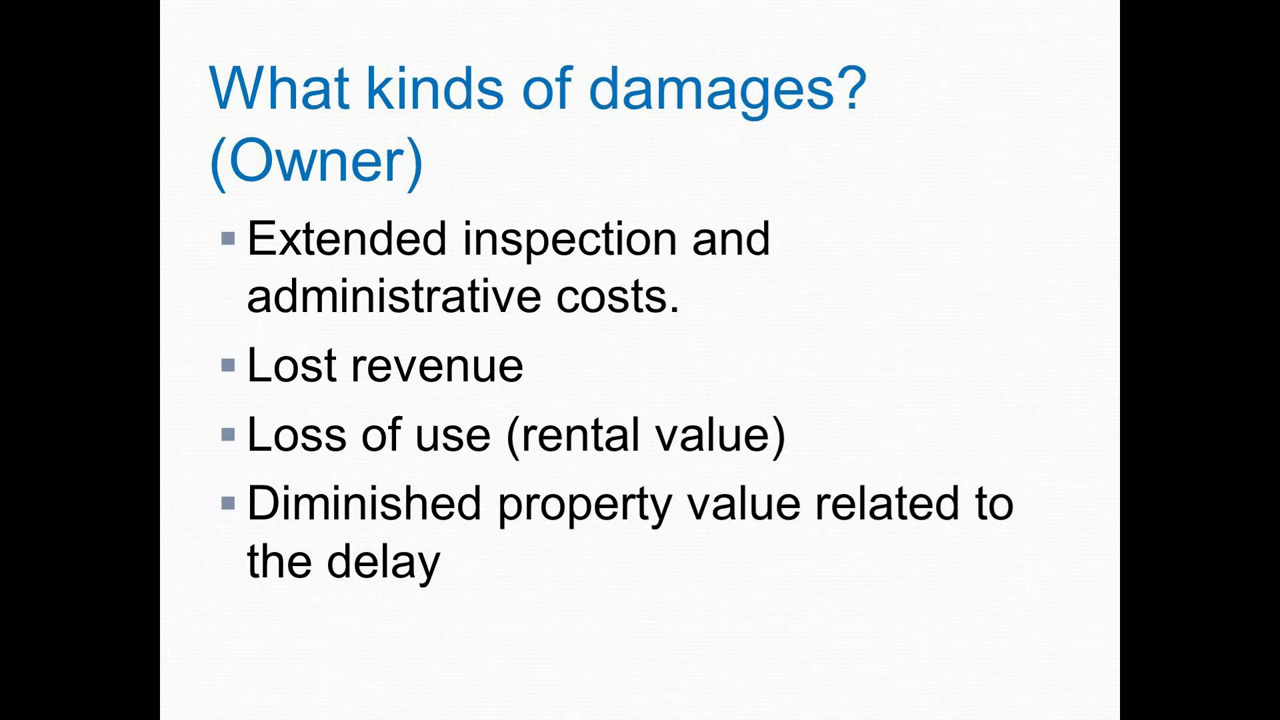 What kinds of damages?
(Owner)
▪ Extended inspection and
administrative costs.
▪ Lost revenue
▪ Loss of use (rental value)
▪ Diminished property value related to
the delay